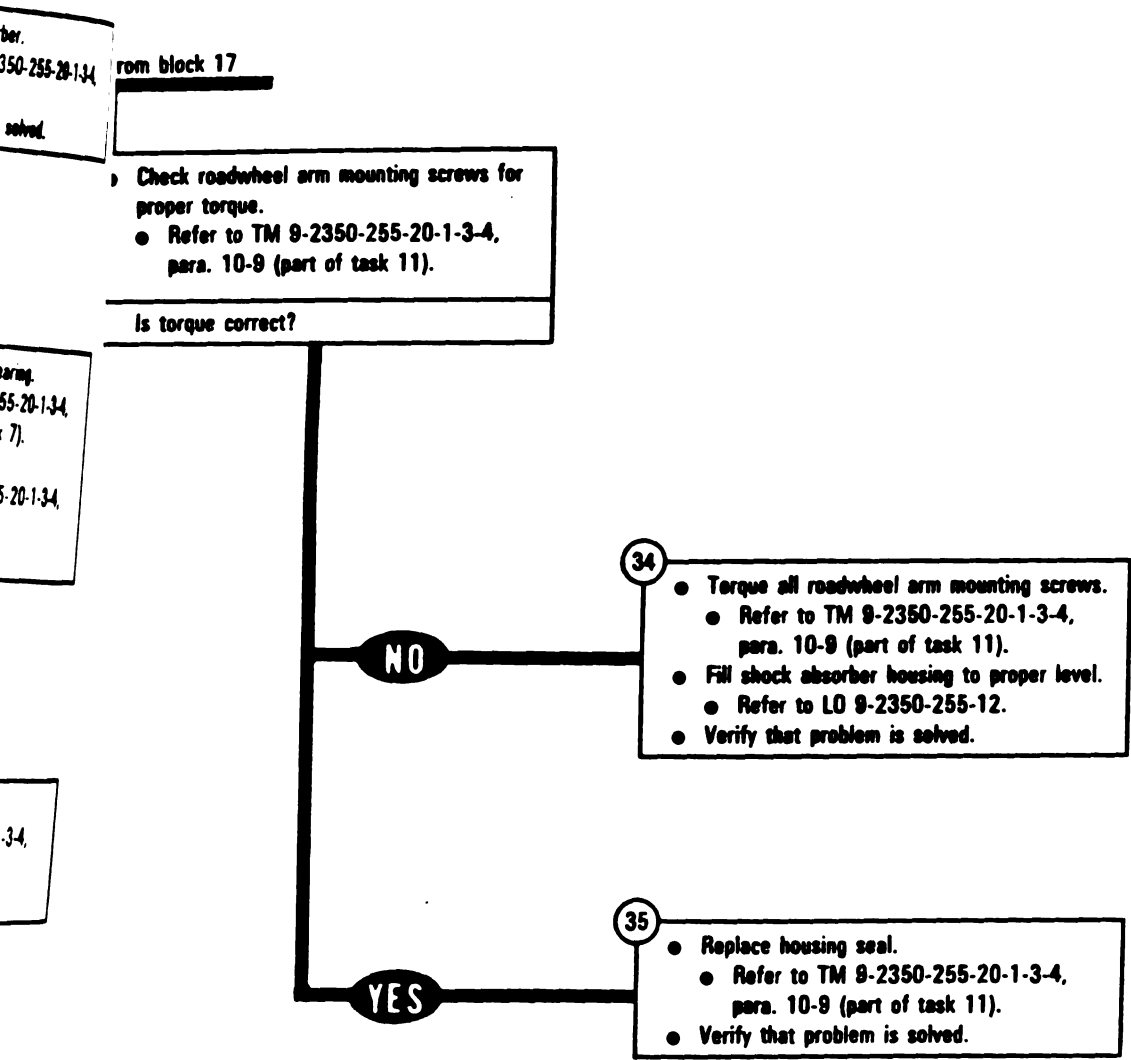 ber.
350-255-20-1-3-4,
solved.
rom block 17
Check roadwheel arm mounting screws for
proper torque.
● Refer to TM 9-2350-255-20-1-3-4,
para. 10-9 (part of task 11).
Is torque correct?
aring.
55-20-1-3-4,
7).
5-20-1-3-4,
34
● Torque all roadwheel arm mounting screws.
● Refer to TM 9-2350-255-20-1-3-4,
para. 10-9 (part of task 11).
● Fill shock absorber housing to proper level.
● Refer to LO 9-2350-255-12.
● Verify that problem is solved.
NO
-3-4,
35
● Replace housing seal.
● Refer to TM 9-2350-255-20-1-3-4,
para. 10-9 (part of task 11).
● Verify that problem is solved.
YES